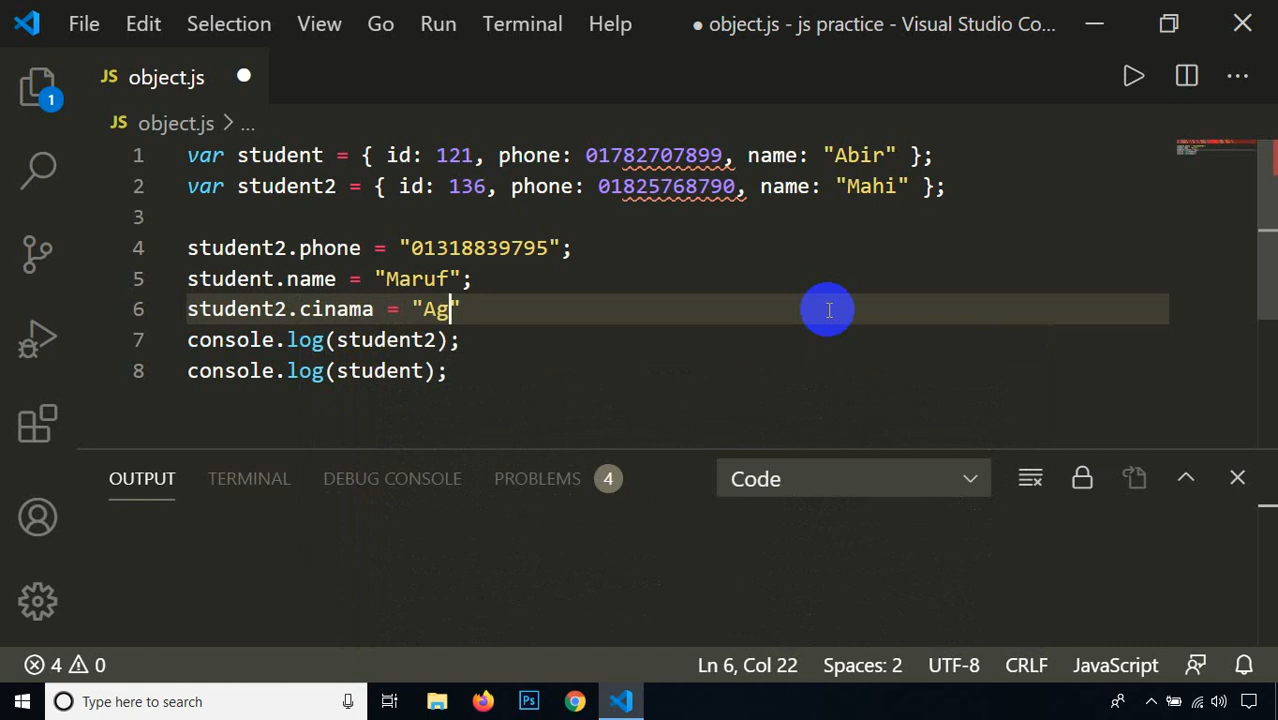 File Edit Selection View Go Run Terminal Help ● object.js - js practice - Visual Studio Co...
JS object.js ●
JS object.js > ...
1 var student = { id: 121, phone: 01782707899, name: "Abir" };
2 var student2 = { id: 136, phone: 01825768790, name: "Mahi" };
3
4 student2.phone = "01318839795";
5 student.name = "Maruf";
6 student2.cinama = "Ag"
7 console.log(student2);
8 console.log(student);
OUTPUT TERMINAL DEBUG CONSOLE PROBLEMS 4 Code
4 0 Ln 6, Col 22 Spaces: 2 UTF-8 CRLF JavaScript
Type here to search Ps
1